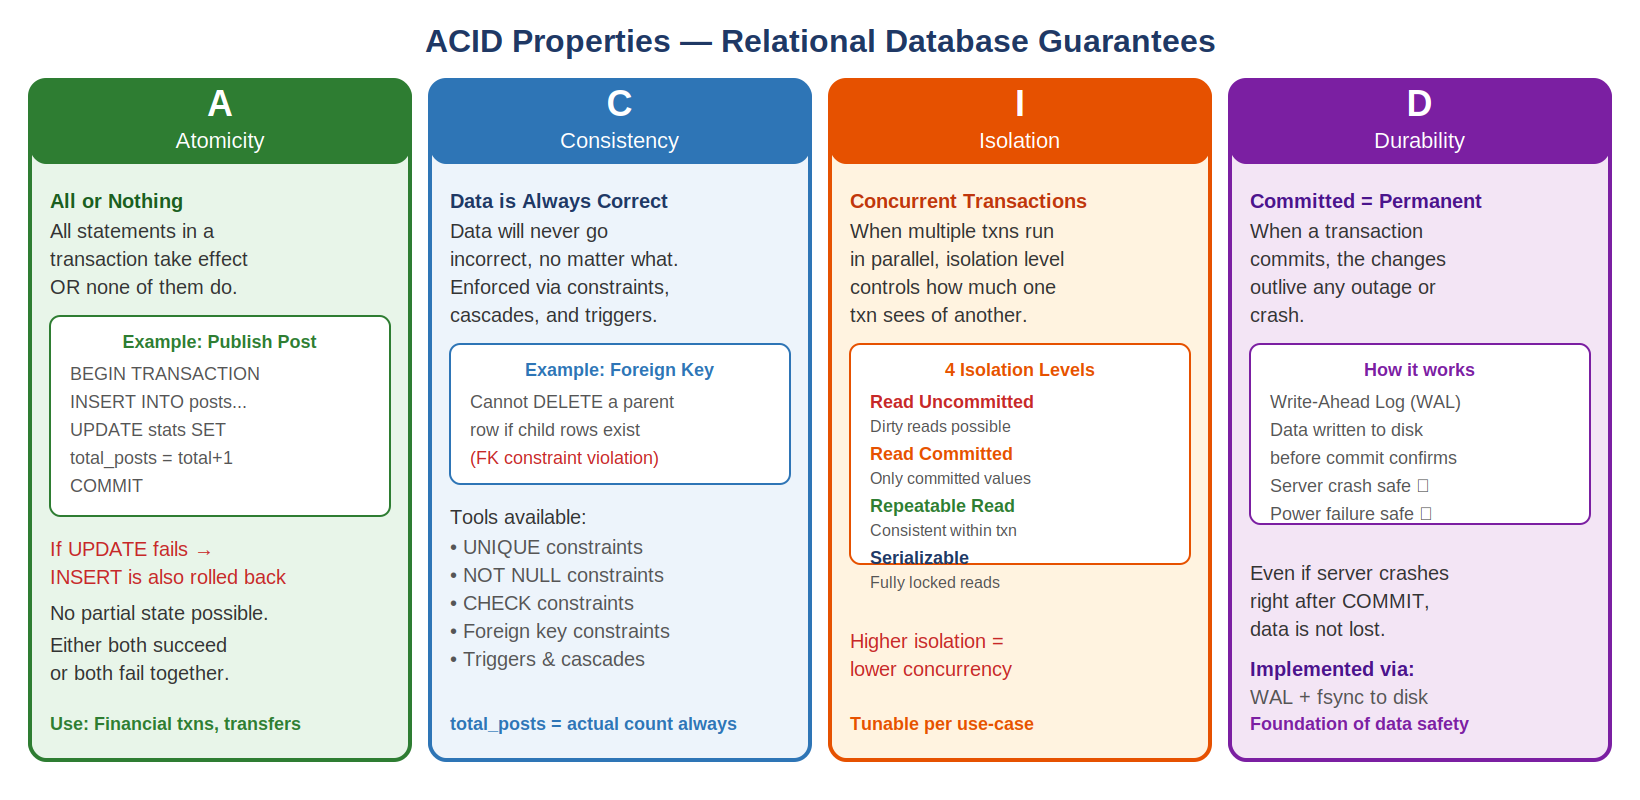 ACID Properties — Relational Database Guarantees
A
Atomicity
All or Nothing
All statements in a
transaction take effect
OR none of them do.
Example: Publish Post
BEGIN TRANSACTION
INSERT INTO posts...
UPDATE stats SET
total_posts = total+1
COMMIT
If UPDATE fails →
INSERT is also rolled back
No partial state possible.
Either both succeed
or both fail together.
Use: Financial txns, transfers
C
Consistency
Data is Always Correct
Data will never go
incorrect, no matter what.
Enforced via constraints,
cascades, and triggers.
Example: Foreign Key
Cannot DELETE a parent
row if child rows exist
(FK constraint violation)
Tools available:
• UNIQUE constraints
• NOT NULL constraints
• CHECK constraints
• Foreign key constraints
• Triggers & cascades
total_posts = actual count always
I
Isolation
Concurrent Transactions
When multiple txns run
in parallel, isolation level
controls how much one
txn sees of another.
4 Isolation Levels
Read Uncommitted
Dirty reads possible
Read Committed
Only committed values
Repeatable Read
Consistent within txn
Serializable
Fully locked reads
Higher isolation =
lower concurrency
Tunable per use-case
D
Durability
Committed = Permanent
When a transaction
commits, the changes
outlive any outage or
crash.
How it works
Write-Ahead Log (WAL)
Data written to disk
before commit confirms
Server crash safe
Power failure safe
Even if server crashes
right after COMMIT,
data is not lost.
Implemented via:
WAL + fsync to disk
Foundation of data safety